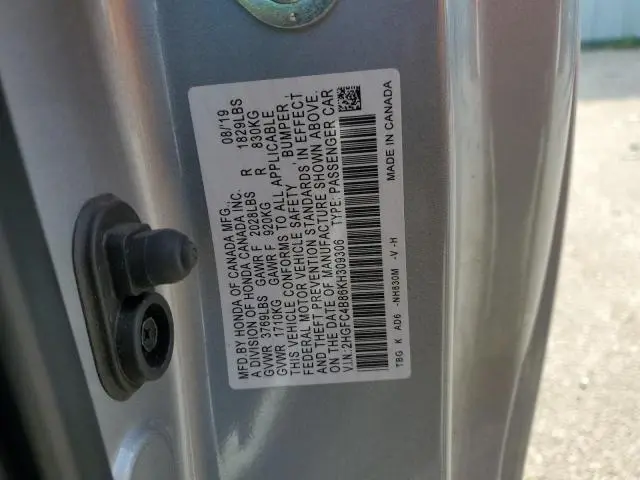 MFD.BY HONDA OF CANADA MFG., 08/'19
A DIVISION OF HONDA CANADA INC.
GVWR 3769LBS GAWR F 2028LBS R 1829LBS
GVWR 1710KG GAWR F 920KG R 830KG
THIS VEHICLE CONFORMS TO ALL APPLICABLE
FEDERAL MOTOR VEHICLE SAFETY , BUMPER ,
AND THEFT PREVENTION STANDARDS IN EFFECT
ON THE DATE OF MANUFACTURE SHOWN ABOVE.
V.I.N.:2HGFC4B86KH309306 TYPE: PASSENGER CAR
TBG K AD6 -NH830M -V -H MADE IN CANADA